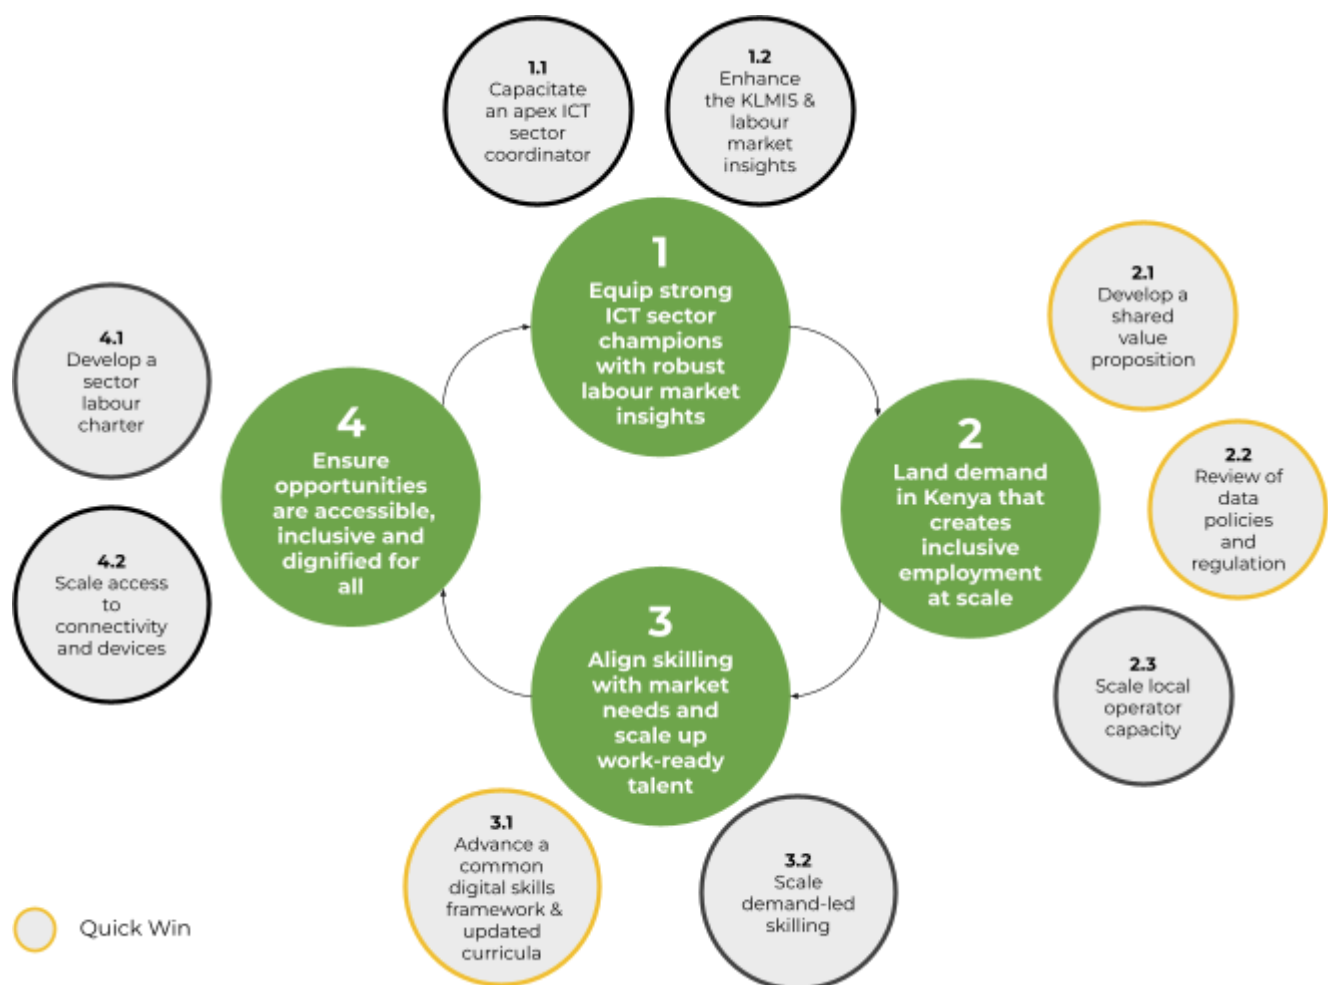 1.1
Capacitate
an apex ICT
sector
coordinator
1.2
Enhance
the KLMIS &
labour
market
insights
1
Equip strong
ICT sector
champions
with robust
labour market
insights
2.1
Develop a
shared
value
proposition
2
Land demand
in Kenya that
creates
inclusive
employment
at scale
2.2
Review of
data
policies
and
regulation
2.3
Scale local
operator
capacity
3
Align skilling
with market
needs and
scale up
work-ready
talent
3.1
Advance a
common
digital skills
framework &
updated
curricula
3.2
Scale
demand-led
skilling
4
Ensure
opportunities
are accessible,
inclusive and
dignified for
all
4.1
Develop a
sector
labour
charter
4.2
Scale access
to
connectivity
and devices
Quick Win